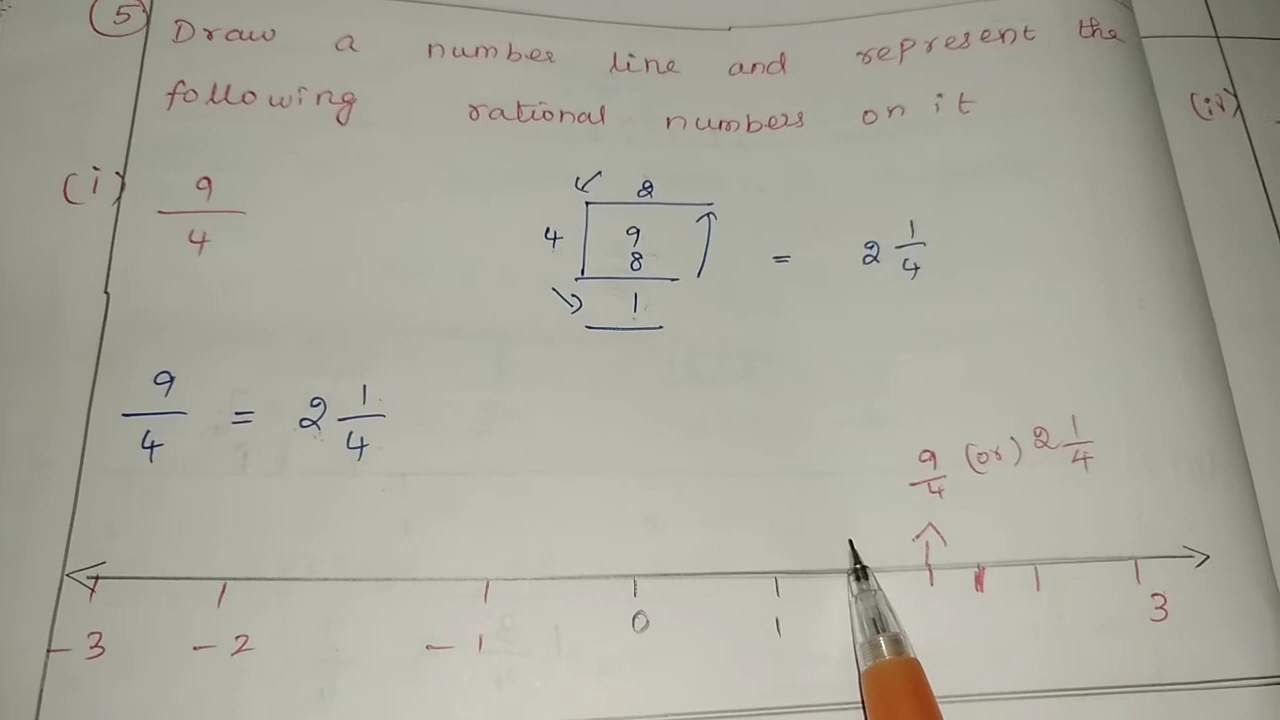 (5) Draw a number line and represent the
following rational numbers on it
(iv)
(i) 9/4
2
4 9 = 2 1/4
8
1
9/4 = 2 1/4
9/4 (or) 2 1/4
-3 -2 -1 0 1 3